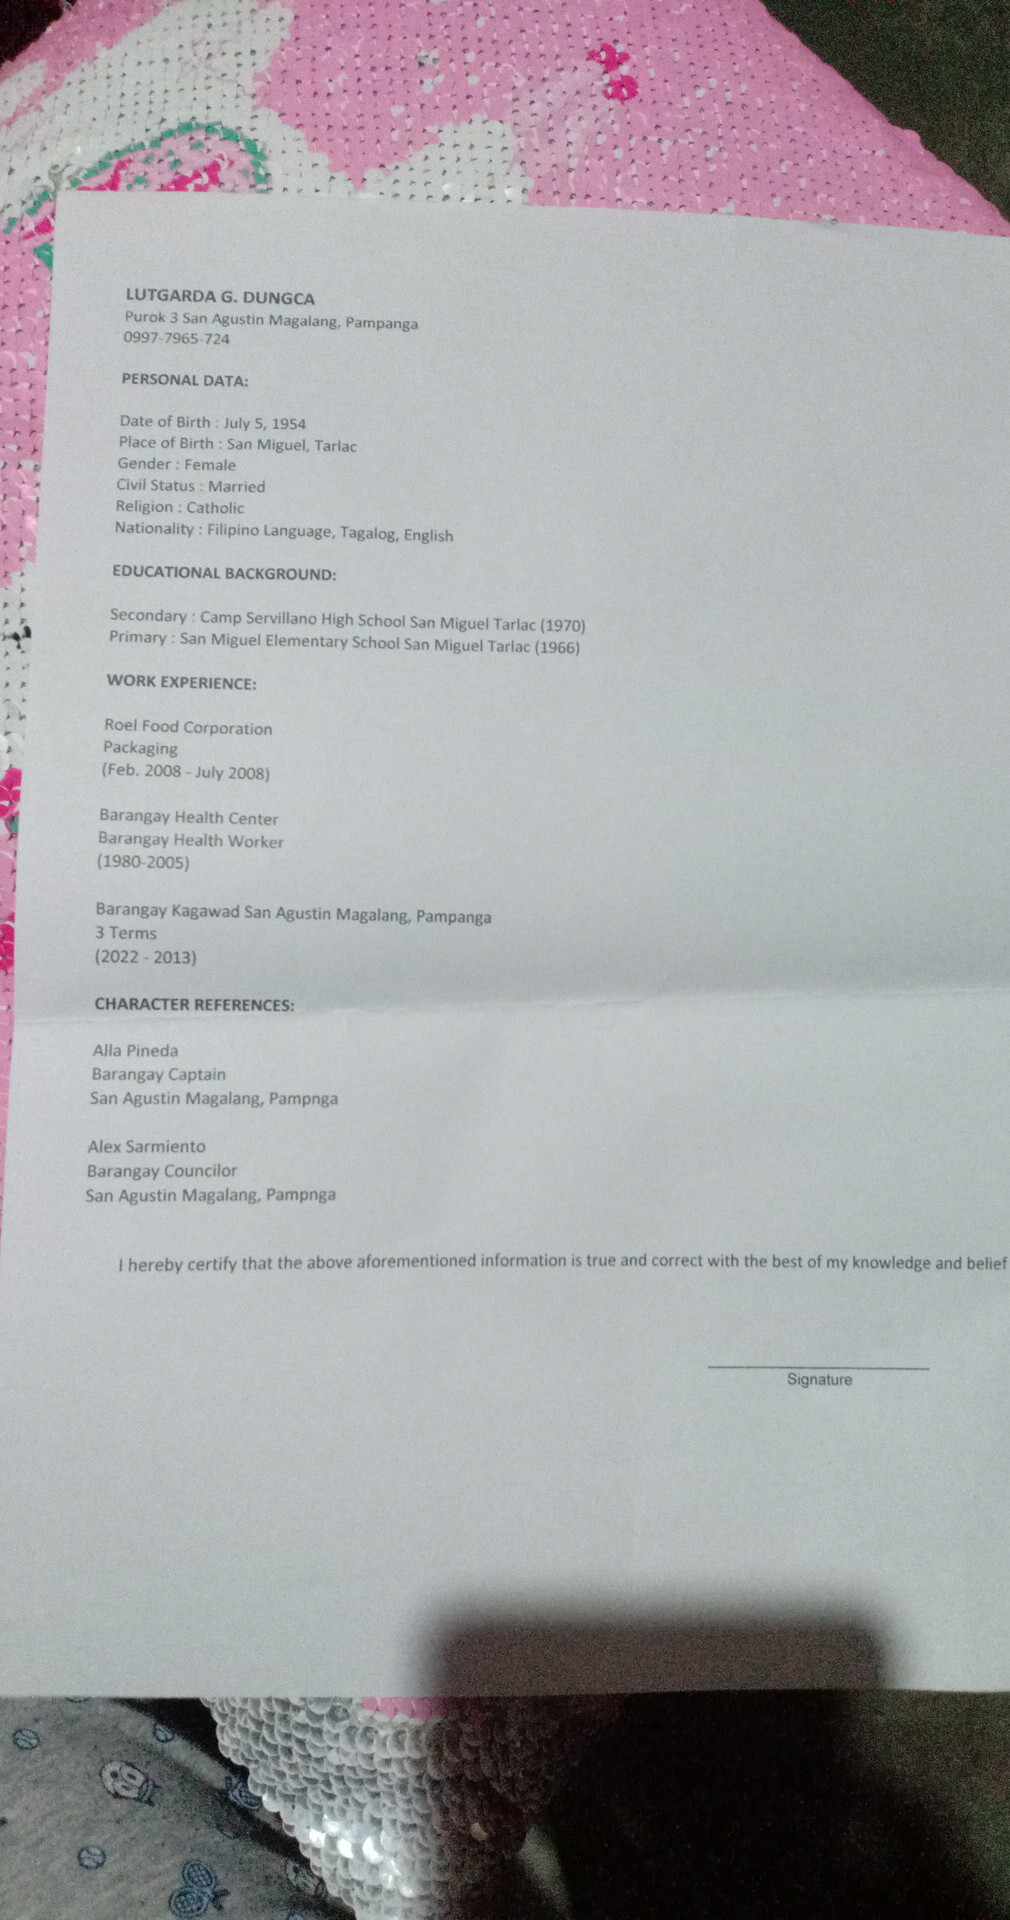 LUTGARDA G. DUNGCA
Purok 3 San Agustin Magalang, Pampanga
0997-7965-724
PERSONAL DATA:
Date of Birth : July 5, 1954
Place of Birth : San Miguel, Tarlac
Gender : Female
Civil Status : Married
Religion : Catholic
Nationality : Filipino Language, Tagalog, English
EDUCATIONAL BACKGROUND:
Secondary : Camp Servillano High School San Miguel Tarlac (1970)
Primary : San Miguel Elementary School San Miguel Tarlac (1966)
WORK EXPERIENCE:
Roel Food Corporation
Packaging
(Feb. 2008 - July 2008)
Barangay Health Center
Barangay Health Worker
(1980-2005)
Barangay Kagawad San Agustin Magalang, Pampanga
3 Terms
(2022 - 2013)
CHARACTER REFERENCES:
Alla Pineda
Barangay Captain
San Agustin Magalang, Pampnga
Alex Sarmiento
Barangay Councilor
San Agustin Magalang, Pampnga
I hereby certify that the above aforementioned information is true and correct with the best of my knowledge and belief
Signature